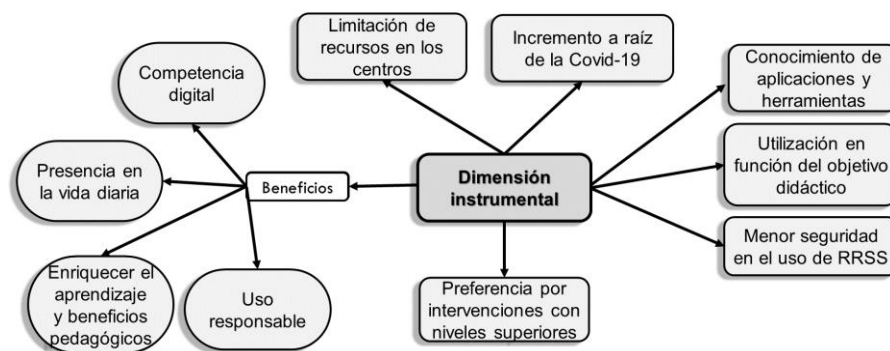 Limitación de
recursos en los
centros
Incremento a raíz
de la Covid-19
Conocimiento de
aplicaciones y
herramientas
Competencia
digital
Utilización en
función del objetivo
didáctico
Presencia en
la vida diaria
Beneficios
Dimensión
instrumental
Menor seguridad
en el uso de RRSS
Enriquecer el
aprendizaje
y beneficios
pedagógicos
Uso
responsable
Preferencia por
intervenciones con
niveles superiores